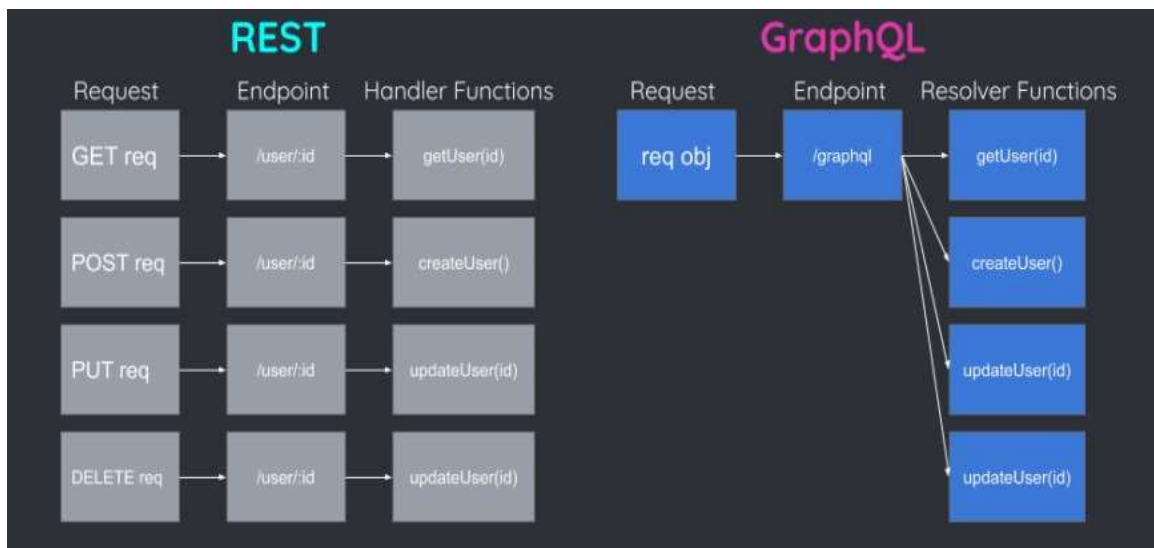 REST
Request Endpoint Handler Functions
GET req /user/:id getUser(id)
POST req /user/:id createUser()
PUT req /user/:id updateUser(id)
DELETE req /user/:id updateUser(id)
GraphQL
Request Endpoint Resolver Functions
req obj /graphql getUser(id)
createUser()
updateUser(id)
updateUser(id)